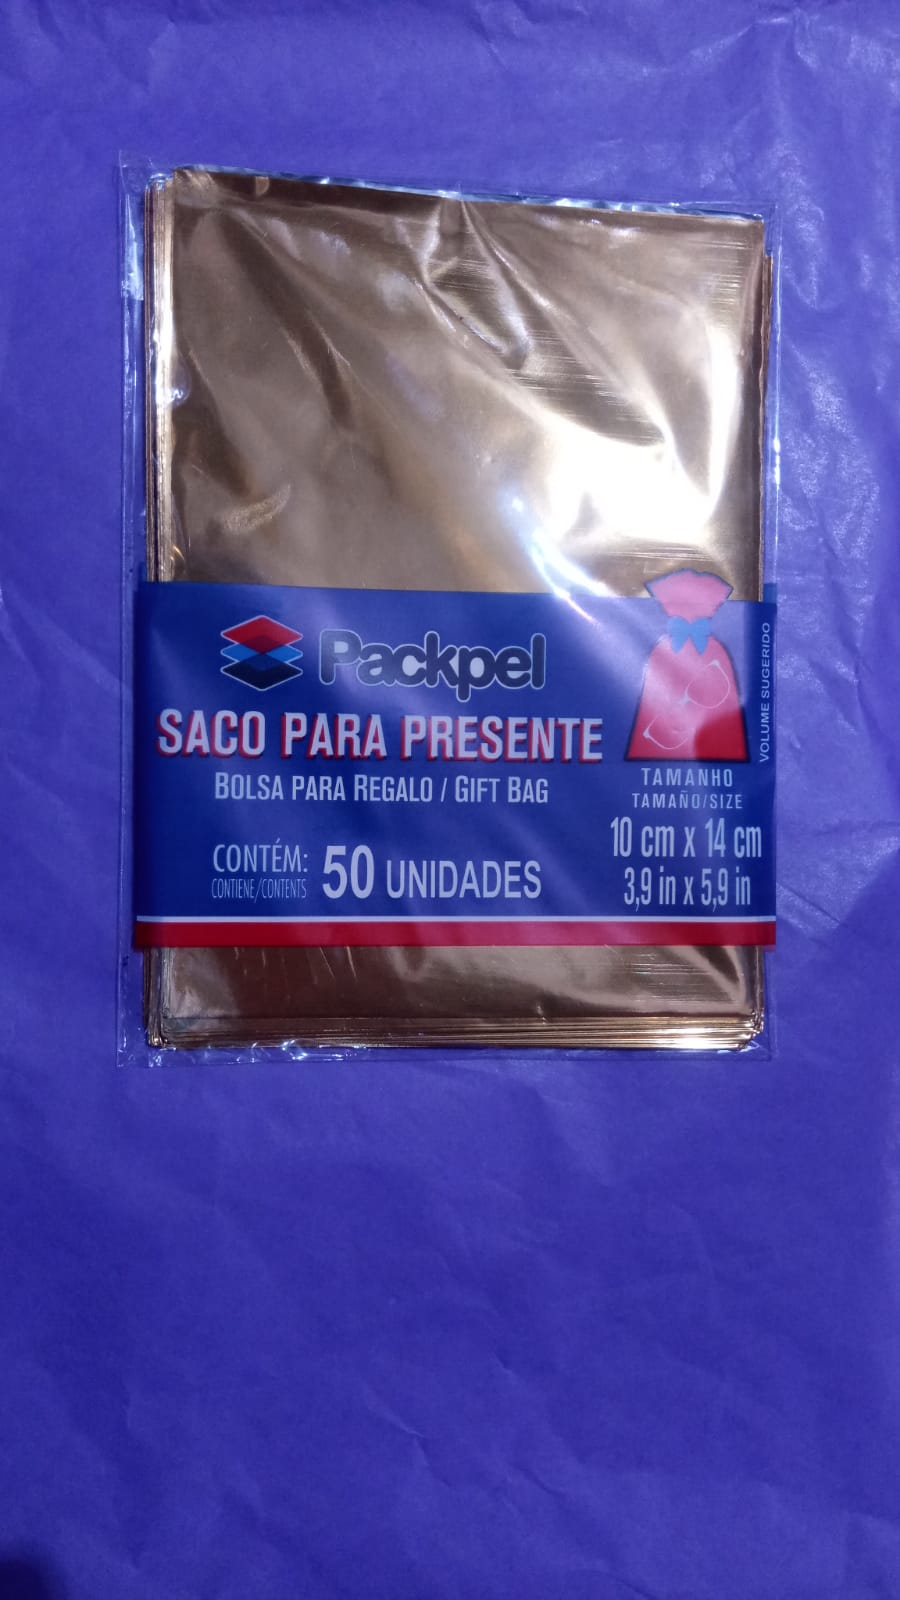 Packpel
SACO PARA PRESENTE
BOLSA PARA REGALO / GIFT BAG
CONTÉM:
CONTIENE/CONTENTS
50 UNIDADES
VOLUME SUGERIDO
TAMANHO
TAMAÑO/SIZE
10 cm x 14 cm
3,9 in x 5,9 in